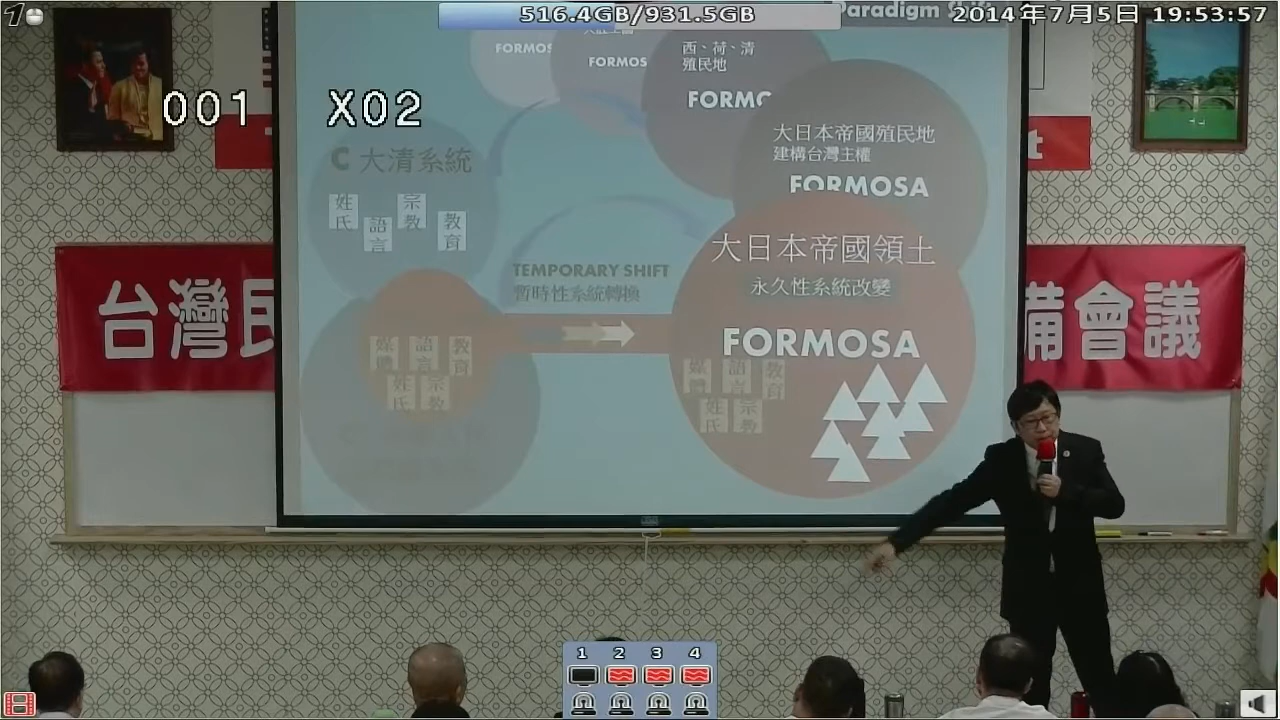 516.4GB/931.5GB
Paradigm
2014年7月5日 19:53:57
001 X02
FORMOS
FORMOS
西、荷、清
殖民地
FORMO
大日本帝國殖民地
建構台灣主權
FORMOSA
t
C 大清系統
姓氏
語言
宗教
教育
大日本帝國領土
永久性系統改變
TEMPORARY SHIFT
暫時性系統轉換
FORMOSA
台灣民
備會議
媒體
語言
教育
姓氏
宗教
媒體
語言
教育
姓氏
宗教
1 2 3 4